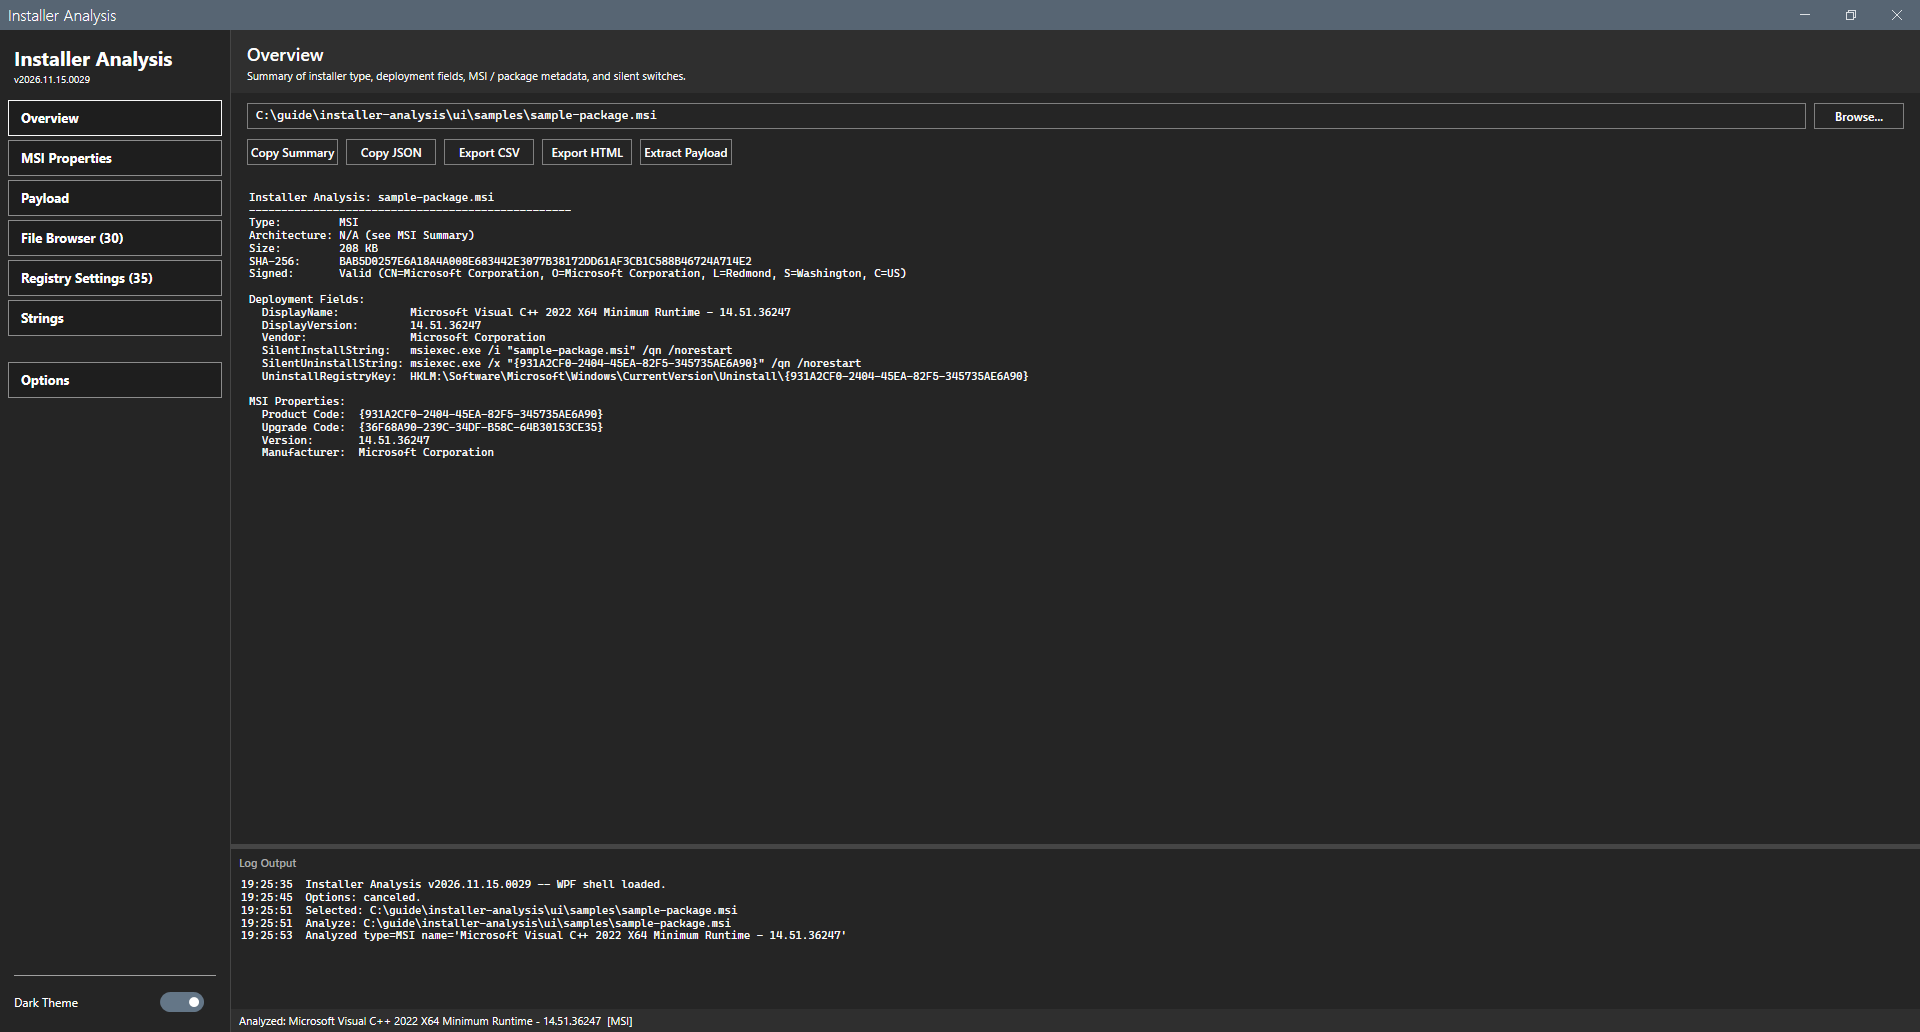 Installer Analysis
Installer Analysis
v2026.11.15.0029
Overview
MSI Properties
Payload
File Browser (30)
Registry Settings (35)
Strings
Options
Dark Theme
Overview
Summary of installer type, deployment fields, MSI / package metadata, and silent switches.
C:\guide\installer-analysis\ui\samples\sample-package.msi
Browse...
Copy Summary
Copy JSON
Export CSV
Export HTML
Extract Payload
Installer Analysis: sample-package.msi
--------------------------------------------------
Type: MSI
Architecture: N/A (see MSI Summary)
Size: 208 KB
SHA-256: BAB5D0257E6A18A4A008E683442E3077B38172DD61AF3CB1C588B46724A714E2
Signed: Valid (CN=Microsoft Corporation, O=Microsoft Corporation, L=Redmond, S=Washington, C=US)
Deployment Fields:
DisplayName: Microsoft Visual C++ 2022 X64 Minimum Runtime - 14.51.36247
DisplayVersion: 14.51.36247
Vendor: Microsoft Corporation
SilentInstallString: msiexec.exe /i "sample-package.msi" /qn /norestart
SilentUninstallString: msiexec.exe /x "{931A2CF0-2404-45EA-82F5-345735AE6A90}" /qn /norestart
UninstallRegistryKey: HKLM:\Software\Microsoft\Windows\CurrentVersion\Uninstall\{931A2CF0-2404-45EA-82F5-345735AE6A90}
MSI Properties:
Product Code: {931A2CF0-2404-45EA-82F5-345735AE6A90}
Upgrade Code: {36F68A90-239C-34DF-B58C-64B30153CE35}
Version: 14.51.36247
Manufacturer: Microsoft Corporation
Log Output
19:25:35 Installer Analysis v2026.11.15.0029 -- WPF shell loaded.
19:25:45 Options: canceled.
19:25:51 Selected: C:\guide\installer-analysis\ui\samples\sample-package.msi
19:25:51 Analyze: C:\guide\installer-analysis\ui\samples\sample-package.msi
19:25:53 Analyzed type=MSI name='Microsoft Visual C++ 2022 X64 Minimum Runtime - 14.51.36247'
Analyzed: Microsoft Visual C++ 2022 X64 Minimum Runtime - 14.51.36247 [MSI]